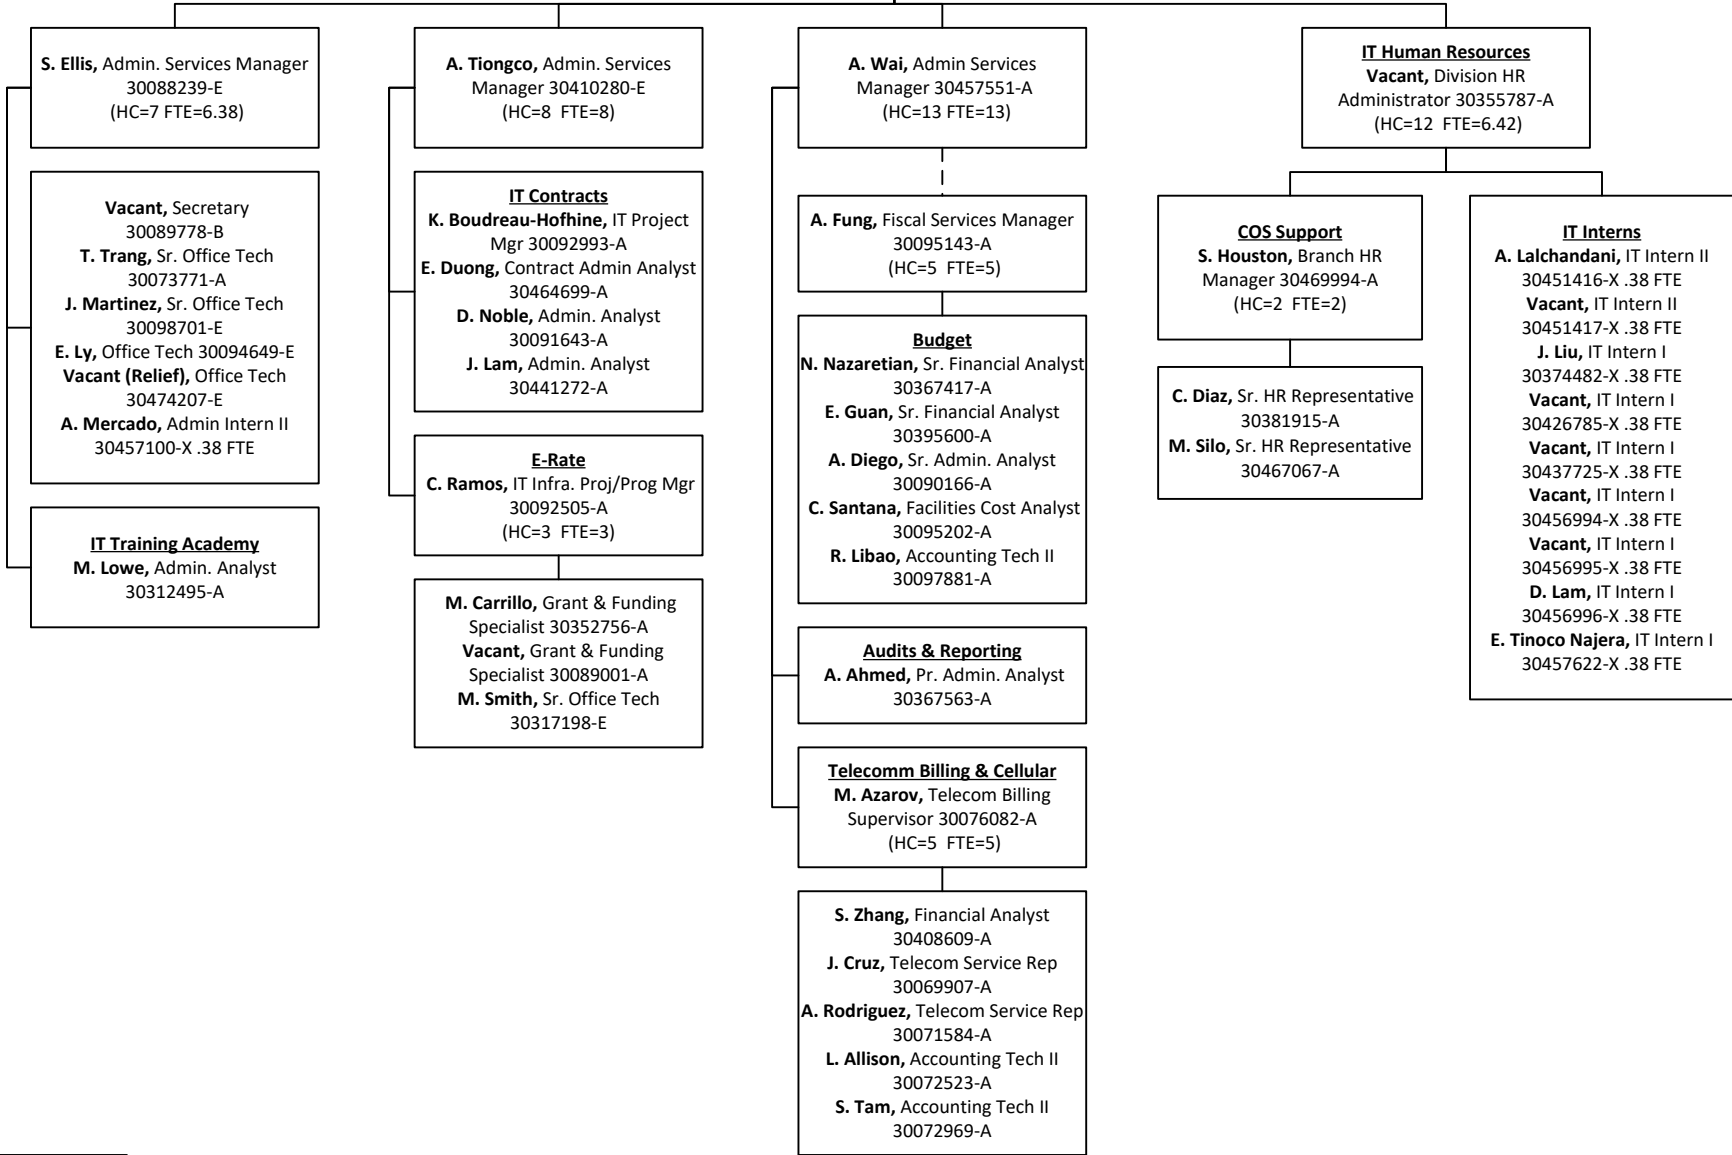 S. Ellis, Admin. Services Manager
30088239-E
(HC=7 FTE=6.38)
Vacant, Secretary
30089778-B
T. Trang, Sr. Office Tech
30073771-A
J. Martinez, Sr. Office Tech
30098701-E
E. Ly, Office Tech 30094649-E
Vacant (Relief), Office Tech
30474207-E
A. Mercado, Admin Intern II
30457100-X .38 FTE
IT Training Academy
M. Lowe, Admin. Analyst
30312495-A
A. Tiongco, Admin. Services
Manager 30410280-E
(HC=8 FTE=8)
IT Contracts
K. Boudreau-Hofhine, IT Project
Mgr 30092993-A
E. Duong, Contract Admin Analyst
30464699-A
D. Noble, Admin. Analyst
30091643-A
J. Lam, Admin. Analyst
30441272-A
E-Rate
C. Ramos, IT Infra. Proj/Prog Mgr
30092505-A
(HC=3 FTE=3)
M. Carrillo, Grant & Funding
Specialist 30352756-A
Vacant, Grant & Funding
Specialist 30089001-A
M. Smith, Sr. Office Tech
30317198-E
A. Wai, Admin Services
Manager 30457551-A
(HC=13 FTE=13)
A. Fung, Fiscal Services Manager
30095143-A
(HC=5 FTE=5)
Budget
N. Nazaretian, Sr. Financial Analyst
30367417-A
E. Guan, Sr. Financial Analyst
30395600-A
A. Diego, Sr. Admin. Analyst
30090166-A
C. Santana, Facilities Cost Analyst
30095202-A
R. Libao, Accounting Tech II
30097881-A
Audits & Reporting
A. Ahmed, Pr. Admin. Analyst
30367563-A
Telecomm Billing & Cellular
M. Azarov, Telecom Billing
Supervisor 30076082-A
(HC=5 FTE=5)
S. Zhang, Financial Analyst
30408609-A
J. Cruz, Telecom Service Rep
30069907-A
A. Rodriguez, Telecom Service Rep
30071584-A
L. Allison, Accounting Tech II
30072523-A
S. Tam, Accounting Tech II
30072969-A
IT Human Resources
Vacant, Division HR
Administrator 30355787-A
(HC=12 FTE=6.42)
COS Support
S. Houston, Branch HR
Manager 30469994-A
(HC=2 FTE=2)
C. Diaz, Sr. HR Representative
30381915-A
M. Silo, Sr. HR Representative
30467067-A
IT Interns
A. Lalchandani, IT Intern II
30451416-X .38 FTE
Vacant, IT Intern II
30451417-X .38 FTE
J. Liu, IT Intern I
30374482-X .38 FTE
Vacant, IT Intern I
30426785-X .38 FTE
Vacant, IT Intern I
30437725-X .38 FTE
Vacant, IT Intern I
30456994-X .38 FTE
Vacant, IT Intern I
30456995-X .38 FTE
D. Lam, IT Intern I
30456996-X .38 FTE
E. Tinoco Najera, IT Intern I
30457622-X .38 FTE